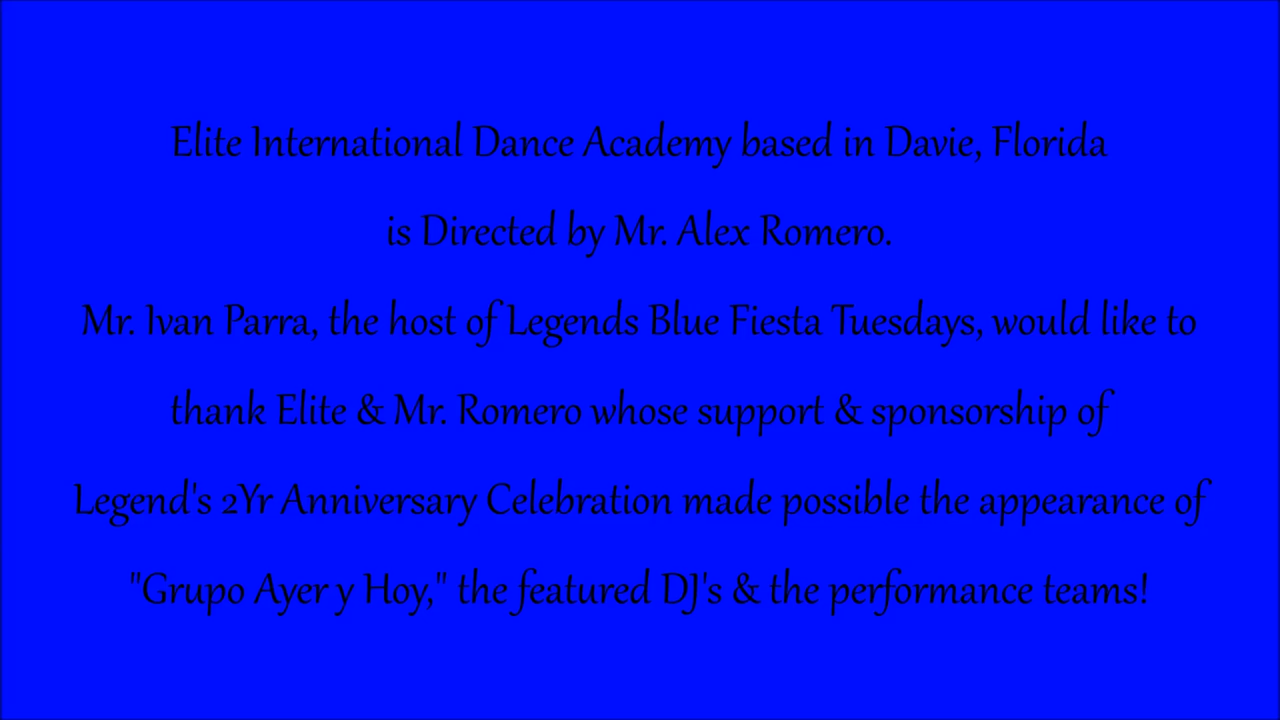 Elite International Dance Academy based in Davie, Florida
is Directed by Mr. Alex Romero.
Mr. Ivan Parra, the host of Legends Blue Fiesta Tuesdays, would like to
thank Elite & Mr. Romero whose support & sponsorship of
Legend's 2Yr Anniversary Celebration made possible the appearance of
"Grupo Ayer y Hoy," the featured DJ's & the performance teams!